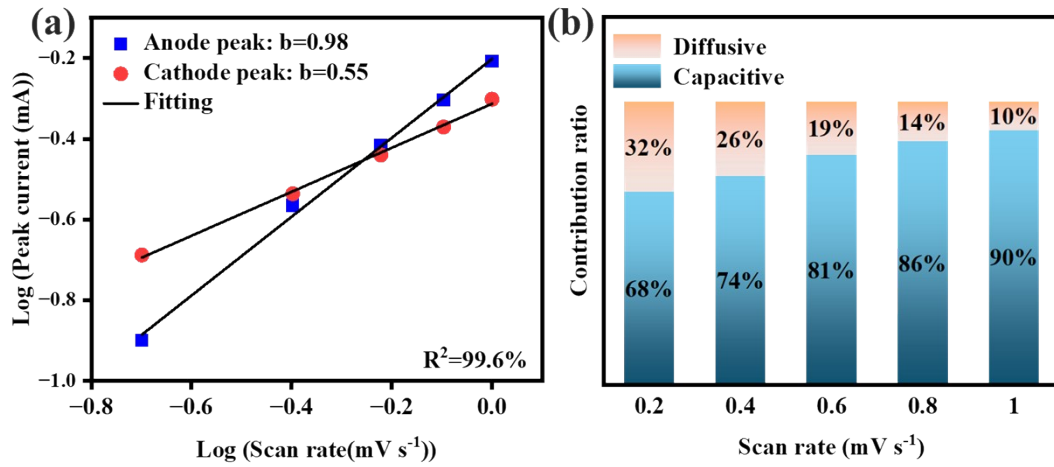 (a)
Anode peak: b=0.98
Cathode peak: b=0.55
Fitting
Log (Peak current (mA))
−0.2
−0.4
−0.6
−0.8
−1.0
R²=99.6%
−0.8
−0.4
−0.2
0.0
Log (Scan rate(mV s⁻¹))
(b)
Diffusive
Capacitive
Contribution ratio
32%
26%
19%
14%
10%
68%
74%
81%
86%
90%
0.2
0.4
0.6
0.8
1
Scan rate (mV s⁻¹)